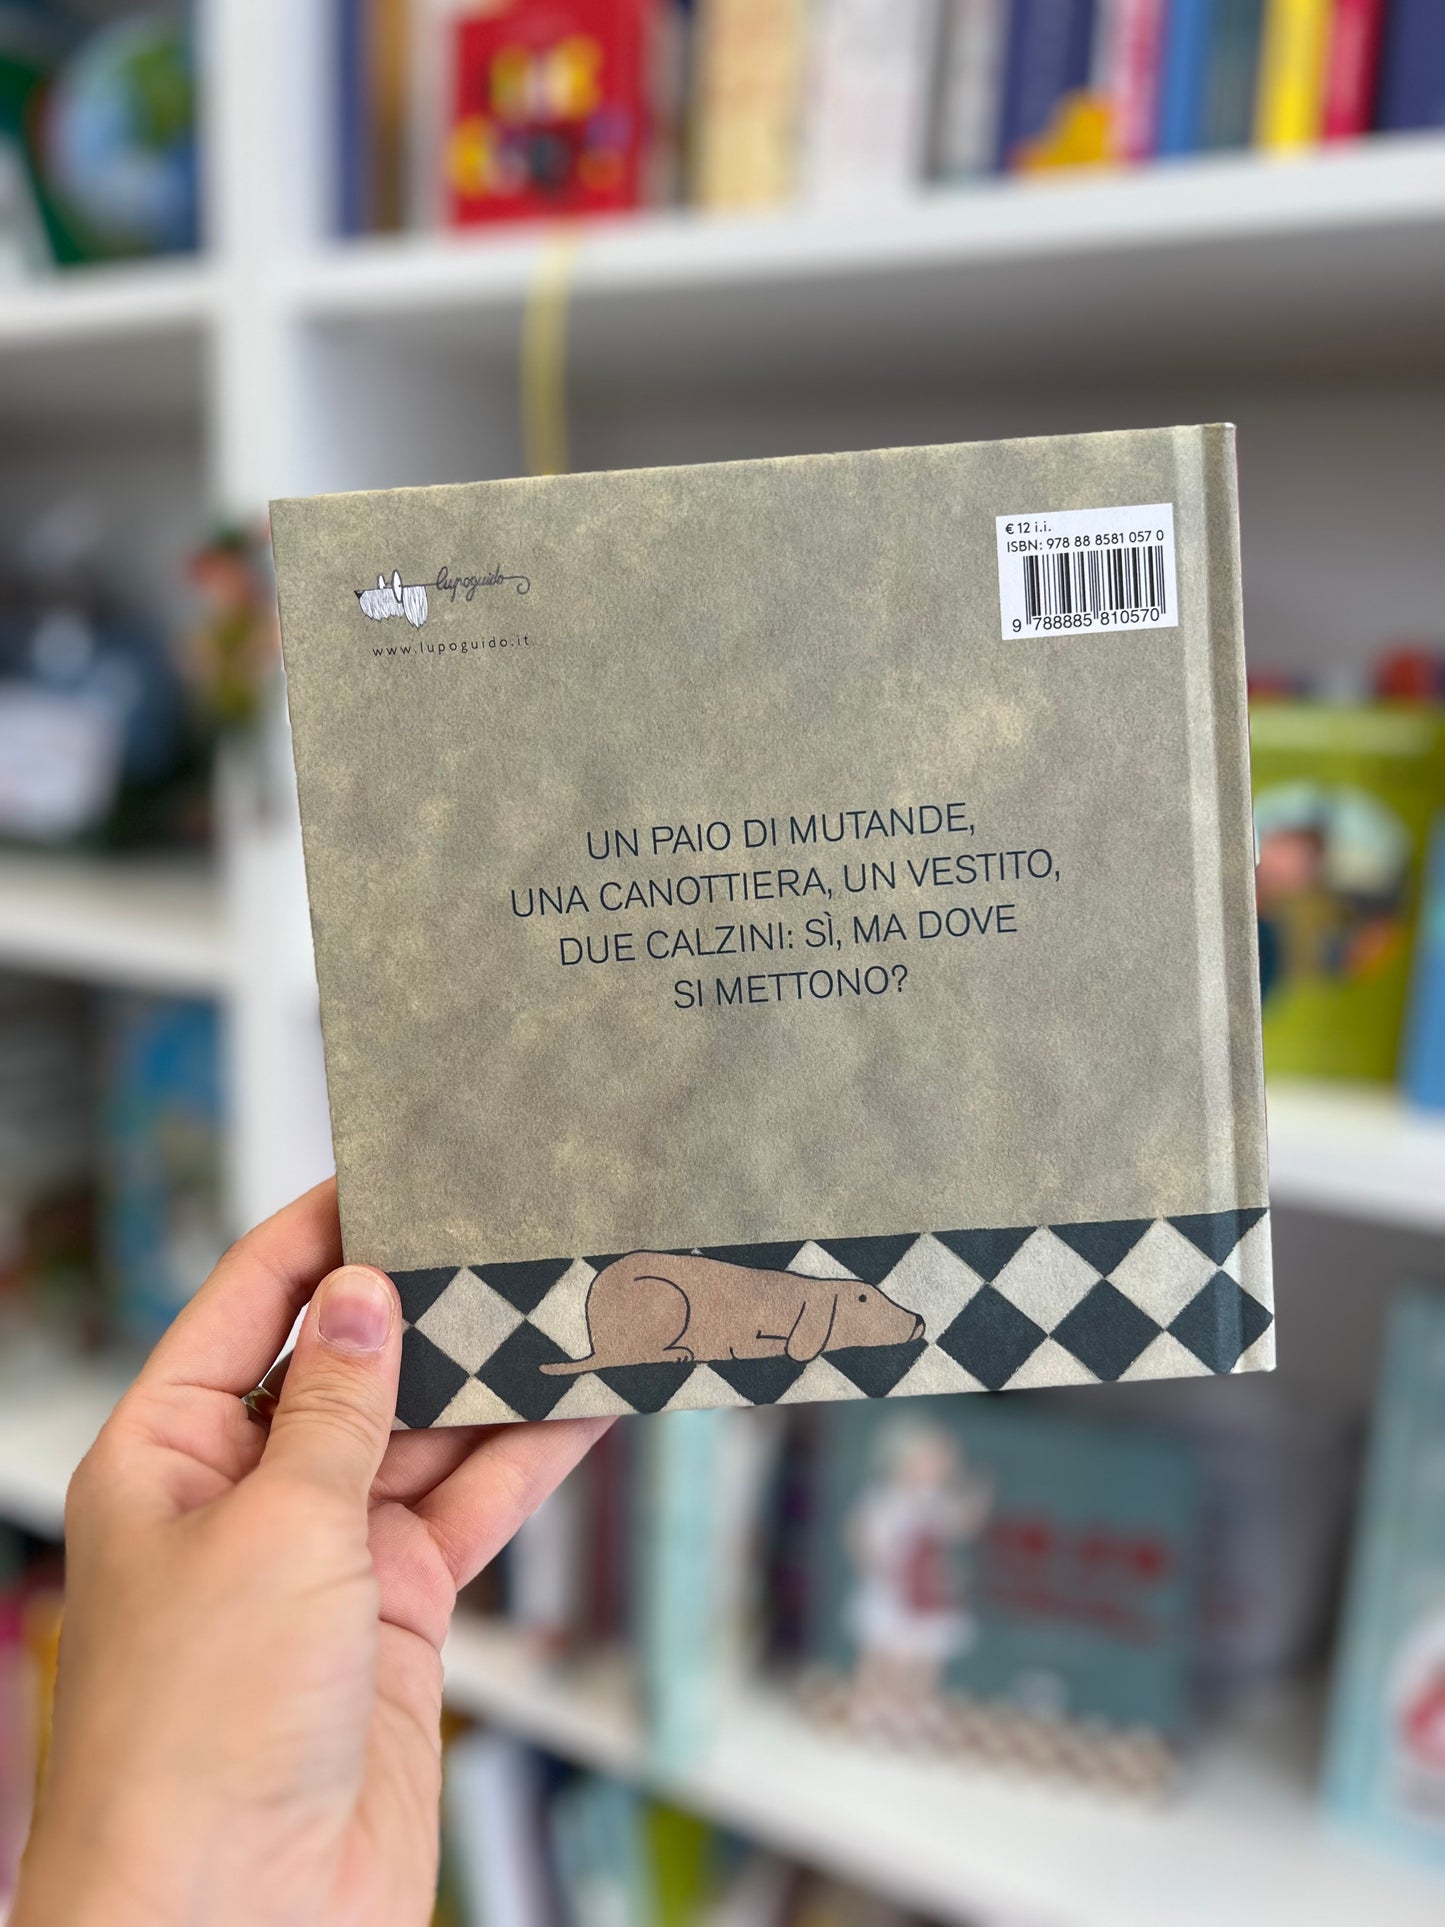 lupoguido
www.lupoguido.it
€ 12 i.i.
ISBN: 978 88 8581 057 0
9 788885 810570
UN PAIO DI MUTANDE,
UNA CANOTTIERA, UN VESTITO,
DUE CALZINI: SÌ, MA DOVE
SI METTONO?